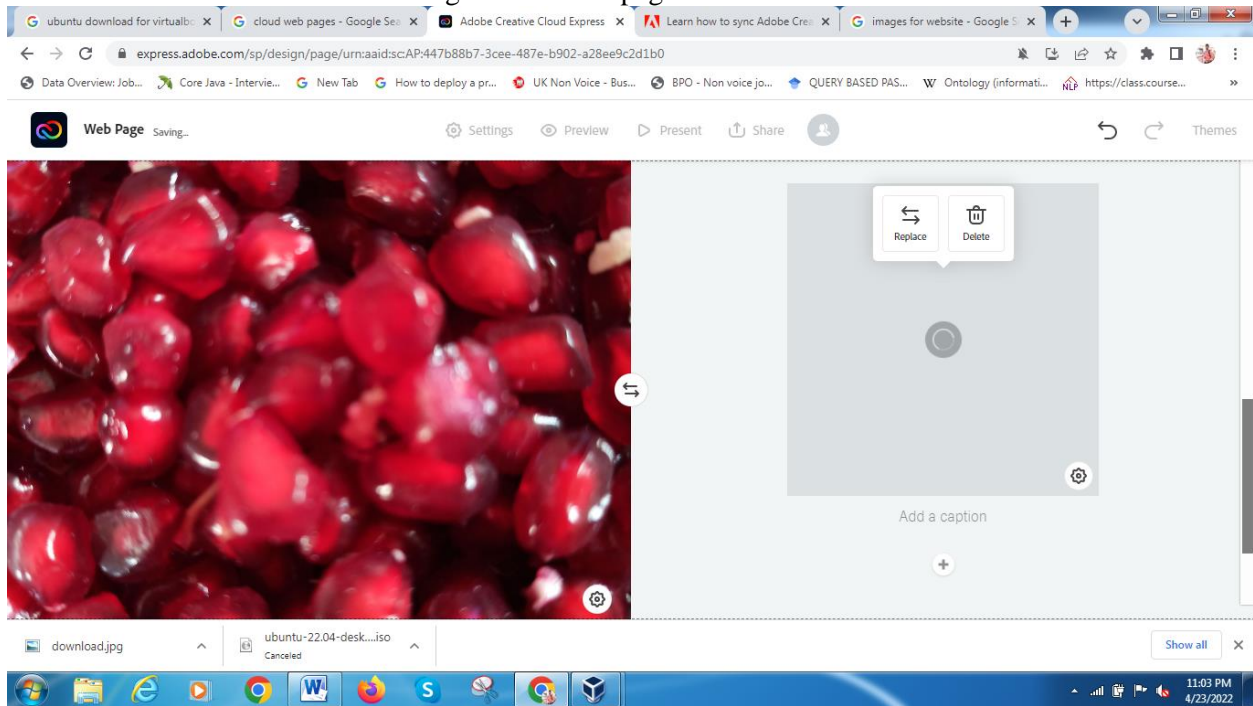 ubuntu download for virtualbo
cloud web pages - Google Sea
Adobe Creative Cloud Express
Learn how to sync Adobe Crea
images for website - Google S
express.adobe.com/sp/design/page/urn:aaid:sc:AP:447b88b7-3cee-487e-b902-a28ee9c2d1b0
Data Overview: Job...
Core Java - Intervie...
New Tab
How to deploy a pr...
UK Non Voice - Bus...
BPO - Non voice jo...
QUERY BASED PAS...
Ontology (informati...
https://class.course...
Web Page
Saving...
Settings
Preview
Present
Share
Themes
Replace
Delete
Add a caption
download.jpg
ubuntu-22.04-desk....iso
Canceled
Show all
11:03 PM
4/23/2022